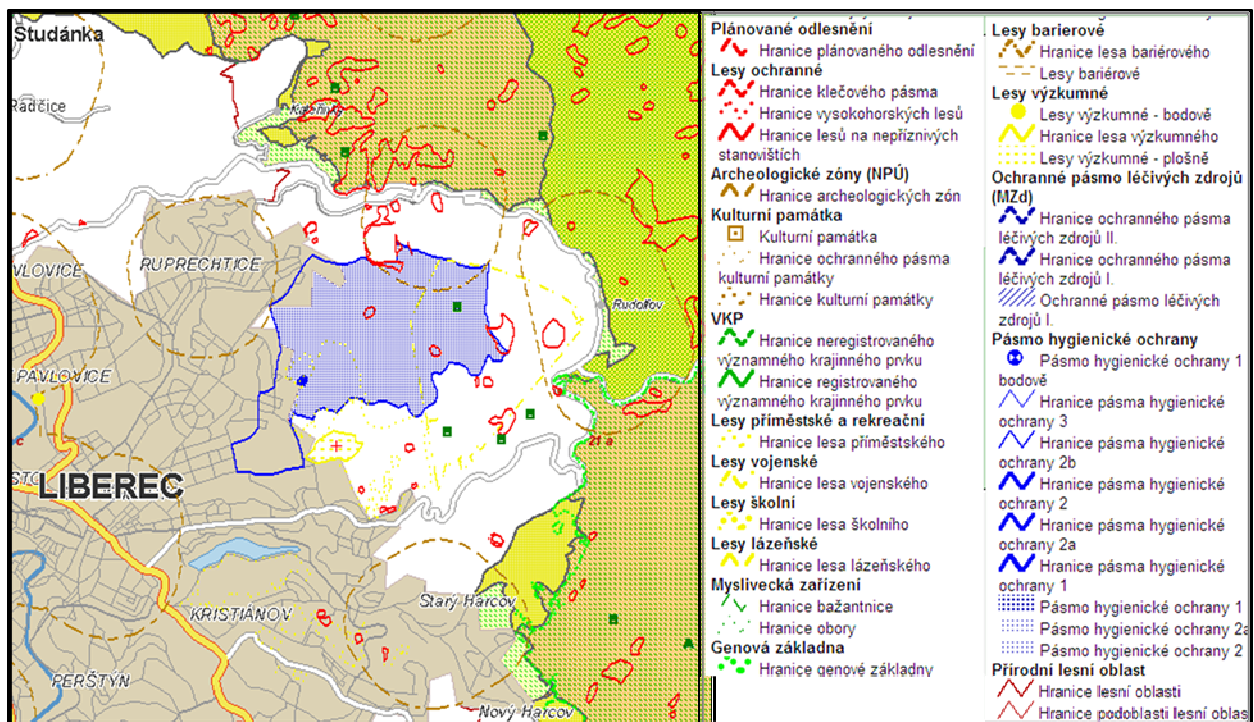 Studánka
Radčice
Kateřinky
VLOVICE
RUPRECHTICE
Rudolfov
PAVLOVICE
21 a
STO
LIBEREC
Starý Harcov
KRISTIÁNOV
PERŠTÝN
Nový Harcov
Plánované odlesnění
Hranice plánovaného odlesnění
Lesy ochranné
Hranice klečového pásma
Hranice vysokohorských lesů
Hranice lesů na nepříznivých
stanovištích
Archeologické zóny (NPÚ)
Hranice archeologických zón
Kulturní památka
Kulturní památka
Hranice ochranného pásma
kulturní památky
Hranice kulturní památky
VKP
Hranice neregistrovaného
významného krajinného prvku
Hranice registrovaného
významného krajinného prvku
Lesy příměstské a rekreační
Hranice lesa příměstského
Lesy vojenské
Hranice lesa vojenského
Lesy školní
Hranice lesa školního
Lesy lázeňské
Hranice lesa lázeňského
Myslivecká zařízení
Hranice bažantnice
Hranice obory
Genová základna
Hranice genové základny
Lesy barierové
Hranice lesa bariérového
Lesy bariérové
Lesy výzkumné
Lesy výzkumné - bodově
Hranice lesa výzkumného
Lesy výzkumné - plošně
Ochranné pásmo léčivých zdrojů
(MZd)
Hranice ochranného pásma
léčivých zdrojů II.
Hranice ochranného pásma
léčivých zdrojů I.
Ochranné pásmo léčivých
zdrojů I.
Pásmo hygienické ochrany
Pásmo hygienické ochrany 1
bodově
Hranice pásma hygienické
ochrany 3
Hranice pásma hygienické
ochrany 2b
Hranice pásma hygienické
ochrany 2
Hranice pásma hygienické
ochrany 2a
Hranice pásma hygienické
ochrany 1
Pásmo hygienické ochrany 1
Pásmo hygienické ochrany 2a
Pásmo hygienické ochrany 2
Přírodní lesní oblast
Hranice lesní oblasti
Hranice podoblasti lesní oblas